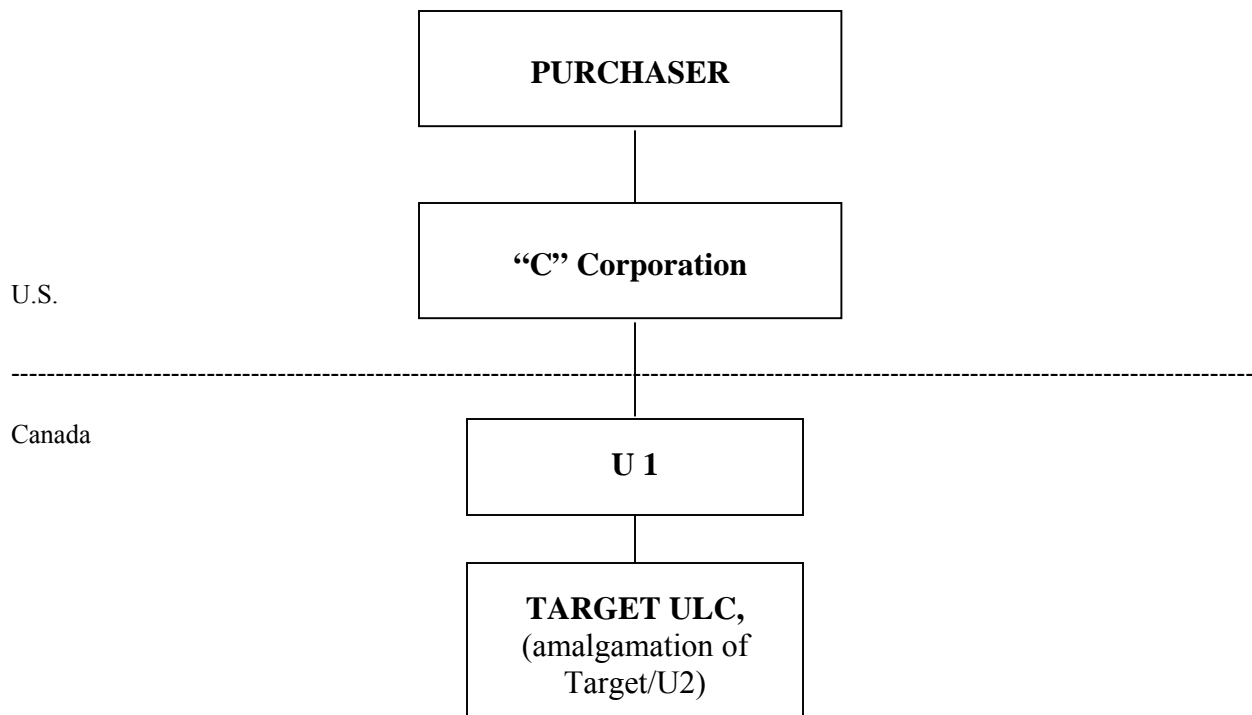 PURCHASER
“C” Corporation
U.S.
Canada
U 1
TARGET ULC,
(amalgamation of
Target/U2)